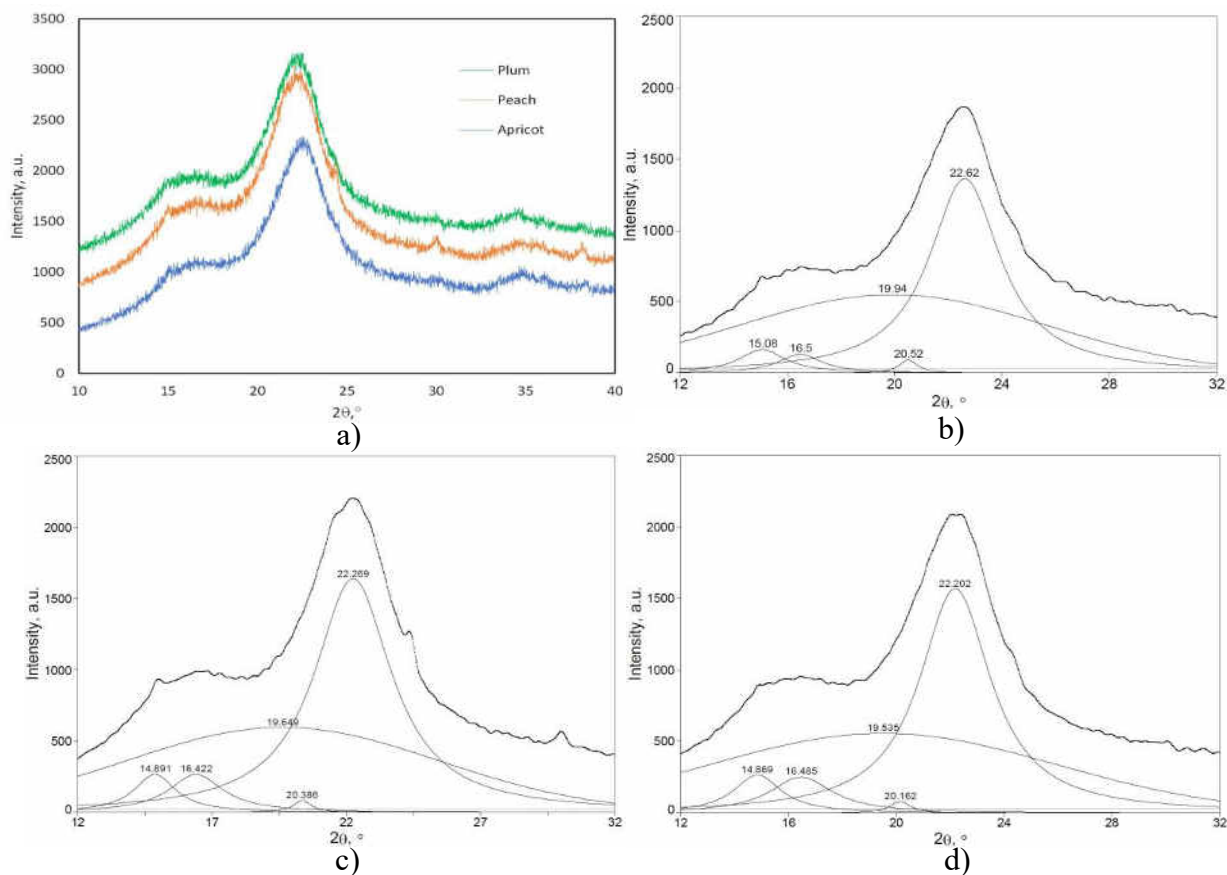 3500
3000
2500
2000
1500
1000
500
0
Intensity, a.u.
Plum
Peach
Apricot
10 15 20 25 30 35 40
2θ,°
a)
2500
2000
1500
1000
500
0
Intensity, a.u.
22.62
19.94
15.08
16.5
20.52
12 16 20 24 28 32
2θ, °
b)
2500
2000
1500
1000
500
0
Intensity, a.u.
22.269
19.649
14.891
16.422
20.386
12 17 22 27 32
2θ, °
c)
2500
2000
1500
1000
500
0
Intensity, a.u.
22.202
19.535
14.869
16.485
20.162
12 16 20 24 28 32
2θ, °
d)